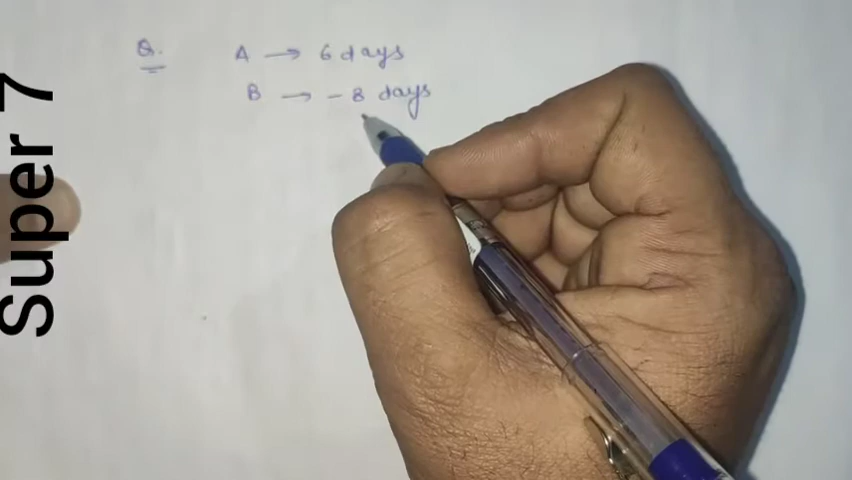 Super 7
Q. A → 6 days
B → - 8 days